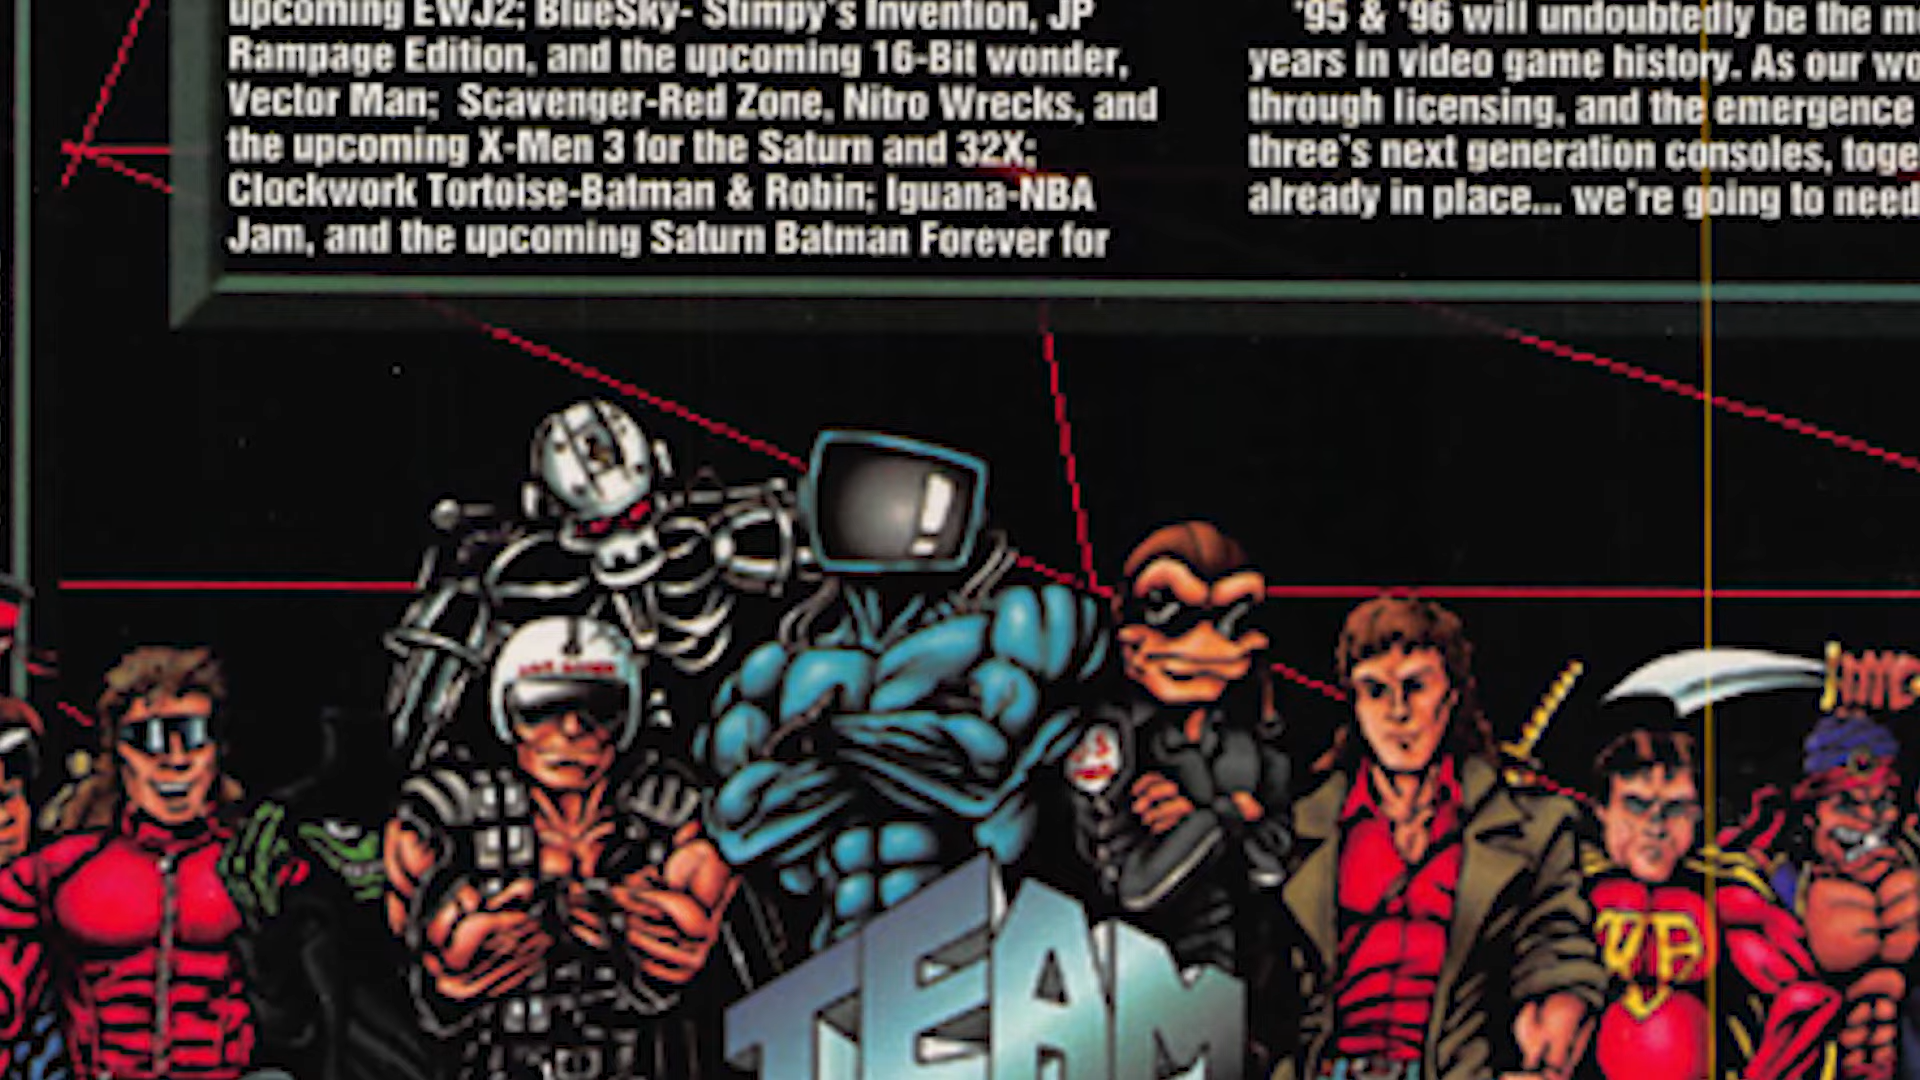 upcoming EWJ2; BlueSky- Stimpy's Invention, JP
Rampage Edition, and the upcoming 16-Bit wonder,
Vector Man;  Scavenger-Red Zone, Nitro Wrecks, and
the upcoming X-Men 3 for the Saturn and 32X;
Clockwork Tortoise-Batman & Robin; Iguana-NBA
Jam, and the upcoming Saturn Batman Forever for
'95 & '96 will undoubtedly be the
years in video game history. As our
through licensing, and the emergence
three's next generation consoles,
already in place... we're going to need
TEAM